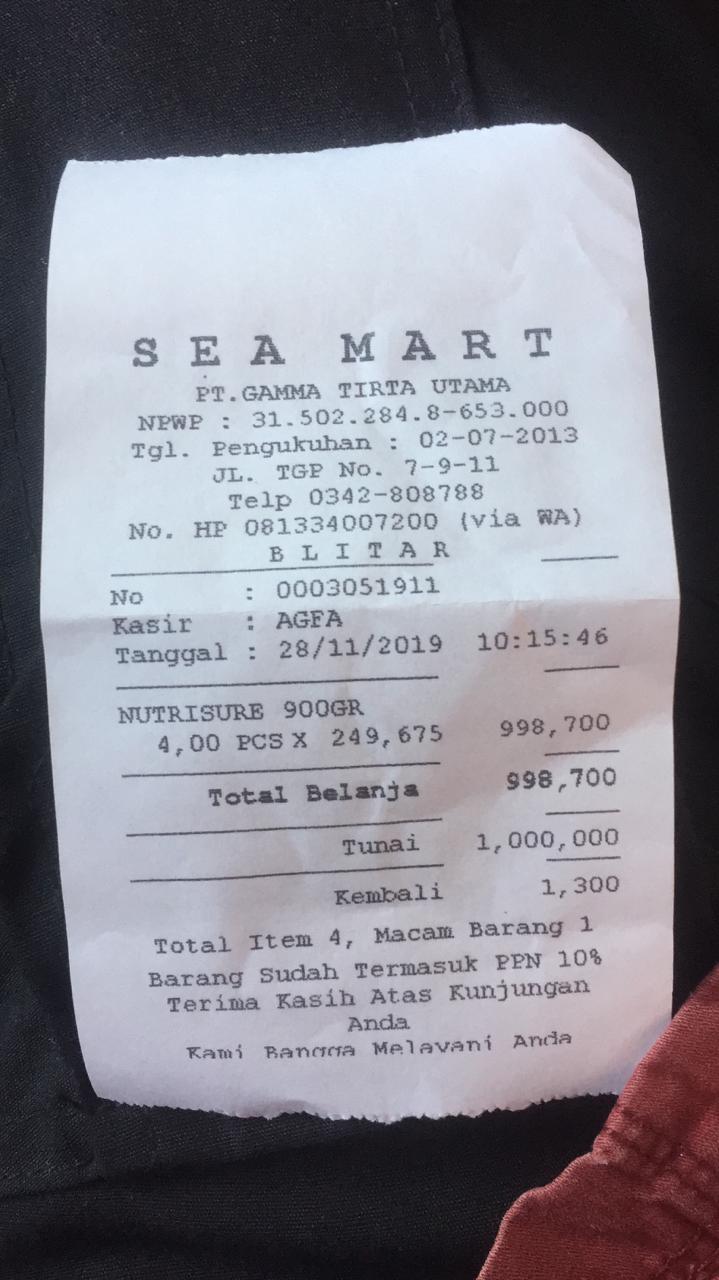 SEA MART
PT.GAMMA TIRTA UTAMA
NPWP : 31.502.284.8-653.000
Tgl. Pengukuhan : 02-07-2013
JL. TGP No. 7-9-11
Telp 0342-808788
No. HP 081334007200 (via WA)
BLITAR
No : 0003051911
Kasir : AGFA
Tanggal : 28/11/2019 10:15:46
NUTRISURE 900GR
4,00 PCS X 249,675 998,700
Total Belanja 998,700
Tunai 1,000,000
Kembali 1,300
Total Item 4, Macam Barang 1
Barang Sudah Termasuk PPN 10%
Terima Kasih Atas Kunjungan
Anda
Kami Bangga Melayani Anda